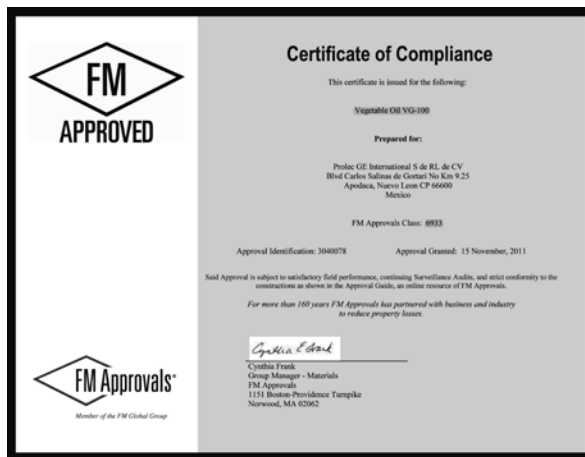 FM
APPROVED
Certificate of Compliance
This certificate is issued for the following:
Vegetable Oil VG-100
Prepared for:
Prolec GE International S de RL de CV
Blvd Carlos Salinas de Gortari No Km 9.25
Apodaca, Nuevo Leon CP 66600
Mexico
FM Approvals Class: 6933
Approval Identification: 3040078 Approval Granted: 15 November, 2011
Said Approval is subject to satisfactory field performance, continuing Surveillance Audits, and strict conformity to the
constructions as shown in the Approval Guide, an online resource of FM Approvals.
For more than 160 years FM Approvals has partnered with business and industry
to reduce property losses.
Cynthia E Frank
Cynthia Frank
Group Manager - Materials
FM Approvals
1151 Boston-Providence Turnpike
Norwood, MA 02062
FM Approvals
Member of the FM Global Group